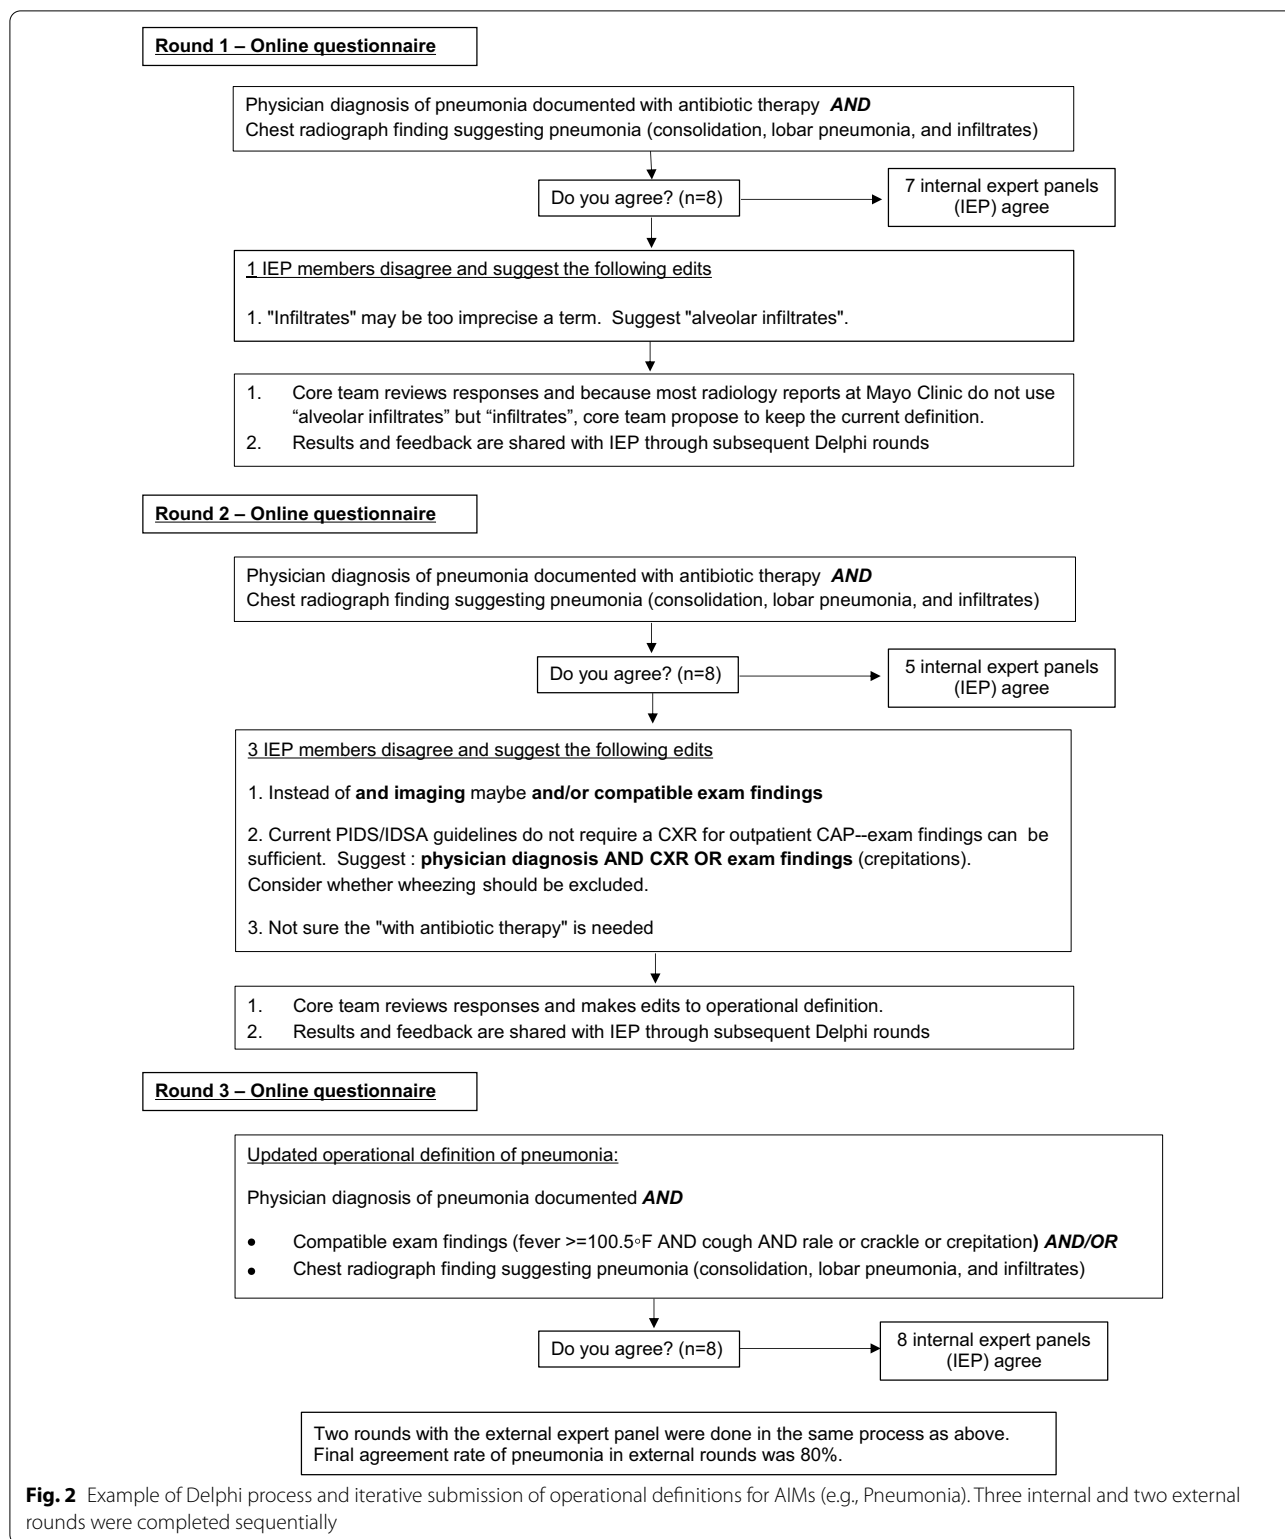 Round 1 – Online questionnaire
Physician diagnosis of pneumonia documented with antibiotic therapy AND
Chest radiograph finding suggesting pneumonia (consolidation, lobar pneumonia, and infiltrates)
Do you agree? (n=8)
7 internal expert panels
(IEP) agree
1 IEP members disagree and suggest the following edits
1. "Infiltrates" may be too imprecise a term. Suggest "alveolar infiltrates".
1. Core team reviews responses and because most radiology reports at Mayo Clinic do not use
“alveolar infiltrates” but “infiltrates”, core team propose to keep the current definition.
2. Results and feedback are shared with IEP through subsequent Delphi rounds
Round 2 – Online questionnaire
Physician diagnosis of pneumonia documented with antibiotic therapy AND
Chest radiograph finding suggesting pneumonia (consolidation, lobar pneumonia, and infiltrates)
Do you agree? (n=8)
5 internal expert panels
(IEP) agree
3 IEP members disagree and suggest the following edits
1. Instead of and imaging maybe and/or compatible exam findings
2. Current PIDS/IDSA guidelines do not require a CXR for outpatient CAP--exam findings can be
sufficient. Suggest : physician diagnosis AND CXR OR exam findings (crepitations).
Consider whether wheezing should be excluded.
3. Not sure the "with antibiotic therapy" is needed
1. Core team reviews responses and makes edits to operational definition.
2. Results and feedback are shared with IEP through subsequent Delphi rounds
Round 3 – Online questionnaire
Updated operational definition of pneumonia:
Physician diagnosis of pneumonia documented AND
• Compatible exam findings (fever >=100.5◦F AND cough AND rale or crackle or crepitation) AND/OR
• Chest radiograph finding suggesting pneumonia (consolidation, lobar pneumonia, and infiltrates)
Do you agree? (n=8)
8 internal expert panels
(IEP) agree
Two rounds with the external expert panel were done in the same process as above.
Final agreement rate of pneumonia in external rounds was 80%.
Fig. 2 Example of Delphi process and iterative submission of operational definitions for AIMs (e.g., Pneumonia). Three internal and two external
rounds were completed sequentially